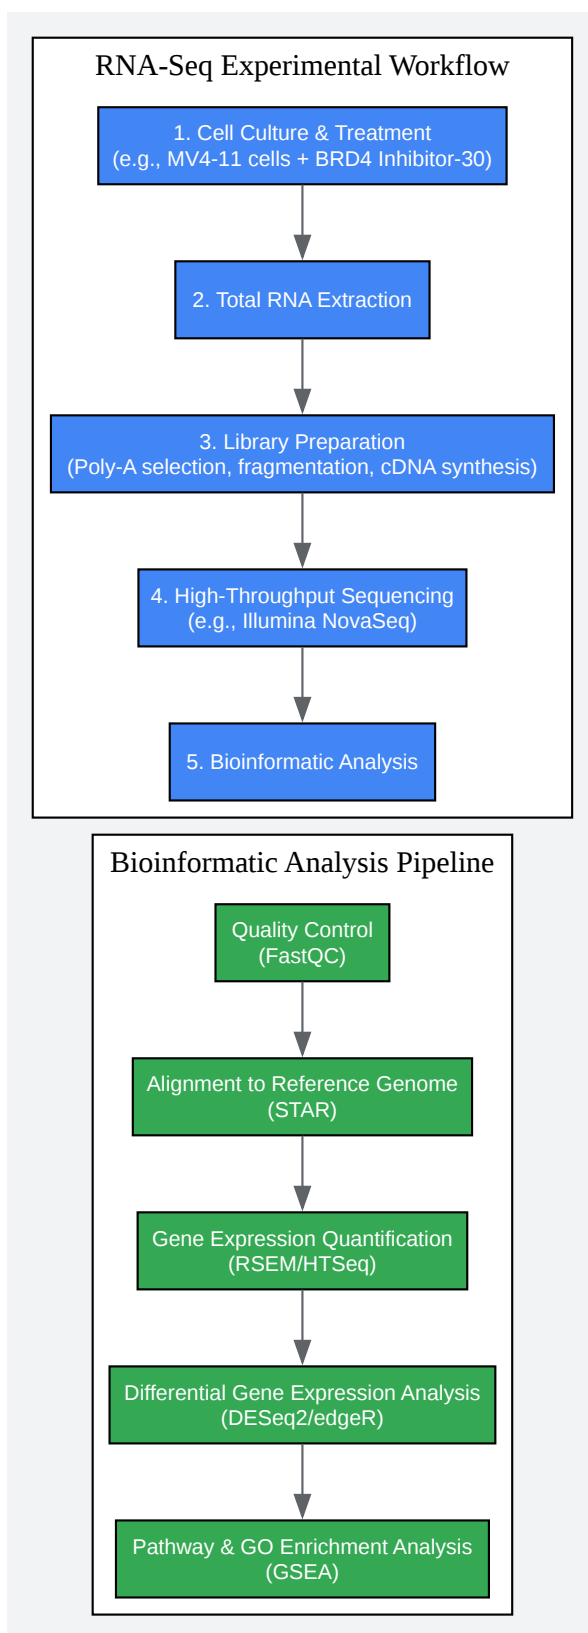 RNA-Seq Experimental Workflow
1. Cell Culture & Treatment
(e.g., MV4-11 cells + BRD4 Inhibitor-30)
2. Total RNA Extraction
3. Library Preparation
(Poly-A selection, fragmentation, cDNA synthesis)
4. High-Throughput Sequencing
(e.g., Illumina NovaSeq)
5. Bioinformatic Analysis
Bioinformatic Analysis Pipeline
Quality Control
(FastQC)
Alignment to Reference Genome
(STAR)
Gene Expression Quantification
(RSEM/HTSeq)
Differential Gene Expression Analysis
(DESeq2/edgeR)
Pathway & GO Enrichment Analysis
(GSEA)